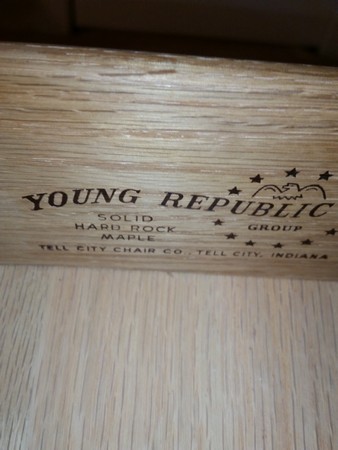 YOUNG REPUBLIC
GROUP
SOLID
HARD ROCK
MAPLE
TELL CITY CHAIR CO., TELL CITY, INDIANA